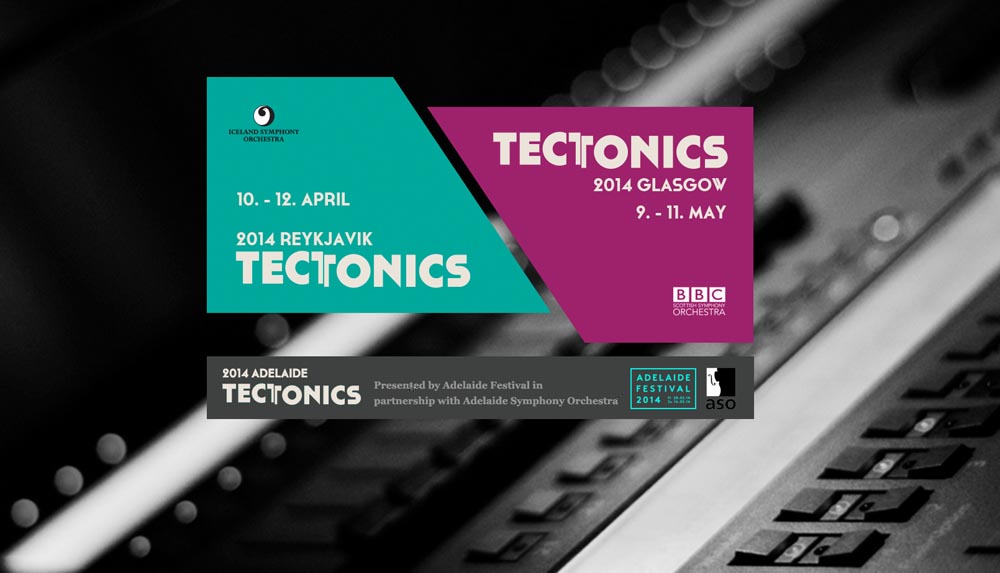 ICELAND SYMPHONY
ORCHESTRA
10. - 12. APRIL
2014 REYKJAVIK
TECTONICS
TECTONICS
2014 GLASGOW
9. - 11. MAY
BBC
SCOTTISH SYMPHONY
ORCHESTRA
2014 ADELAIDE
TECTONICS
Presented by Adelaide Festival in
partnership with Adelaide Symphony Orchestra
ADELAIDE
FESTIVAL
2014
aso